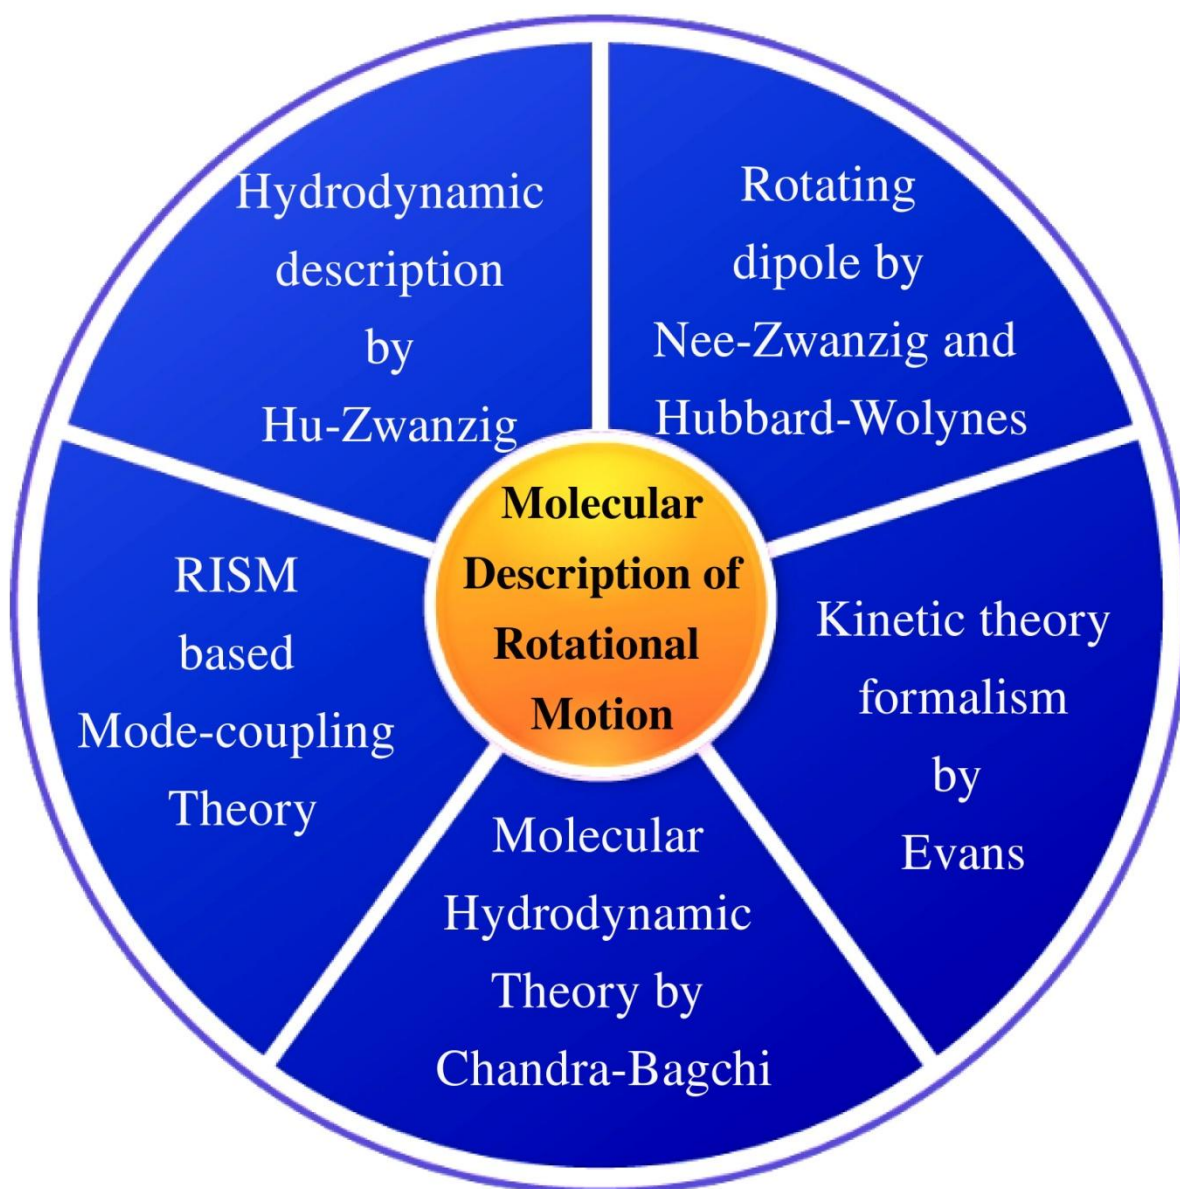 Hydrodynamic
description
by
Hu-Zwanzig
Rotating
dipole by
Nee-Zwanzig and
Hubbard-Wolynes
Molecular
Description of
Rotational
Motion
RISM
based
Mode-coupling
Theory
Kinetic theory
formalism
by
Evans
Molecular
Hydrodynamic
Theory by
Chandra-Bagchi